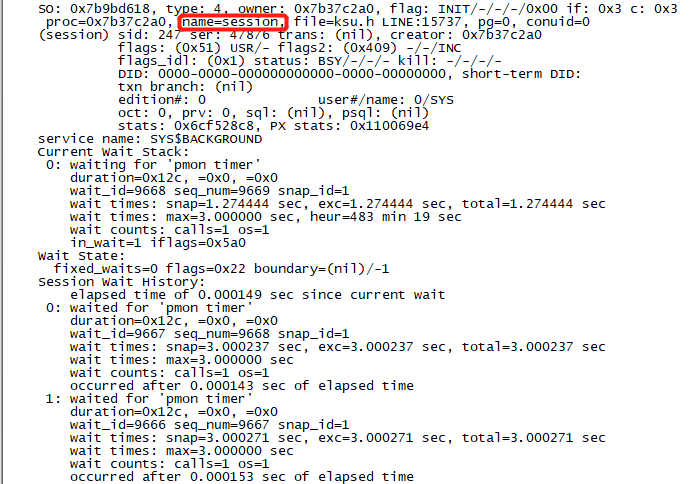 SO: 0x7b9bd618, type: 4, owner: 0x7b37c2a0, flag: INIT/-/-/-/0x00 if: 0x3 c: 0x3
proc=0x7b37c2a0, name=session, file=ksu.h LINE:15737, pg=0, conuid=0
(session) sid: 247 ser: 47876 trans: (nil), creator: 0x7b37c2a0
flags: (0x51) USR/- flags2: (0x409) -/-/INC
flags_idl: (0x1) status: BSY/-/-/- kill: -/-/-/-
DID: 0000-0000-000000000000-0000-00000000, short-term DID:
txn branch: (nil)
edition#: 0 user#/name: 0/SYS
oct: 0, prv: 0, sql: (nil), psql: (nil)
stats: 0x6cf528c8, PX stats: 0x110069e4
service name: SYS$BACKGROUND
Current Wait Stack:
0: waiting for 'pmon timer'
duration=0x12c, =0x0, =0x0
wait_id=9668 seq_num=9669 snap_id=1
wait times: snap=1.274444 sec, exc=1.274444 sec, total=1.274444 sec
wait times: max=3.000000 sec, heur=483 min 19 sec
wait counts: calls=1 os=1
in_wait=1 iflags=0x5a0
Wait State:
fixed_waits=0 flags=0x22 boundary=(nil)/-1
Session Wait History:
elapsed time of 0.000149 sec since current wait
0: waited for 'pmon timer'
duration=0x12c, =0x0, =0x0
wait_id=9667 seq_num=9668 snap_id=1
wait times: snap=3.000237 sec, exc=3.000237 sec, total=3.000237 sec
wait times: max=3.000000 sec
wait counts: calls=1 os=1
occurred after 0.000143 sec of elapsed time
1: waited for 'pmon timer'
duration=0x12c, =0x0, =0x0
wait_id=9666 seq_num=9667 snap_id=1
wait times: snap=3.000271 sec, exc=3.000271 sec, total=3.000271 sec
wait times: max=3.000000 sec
wait counts: calls=1 os=1
occurred after 0.000153 sec of elapsed time